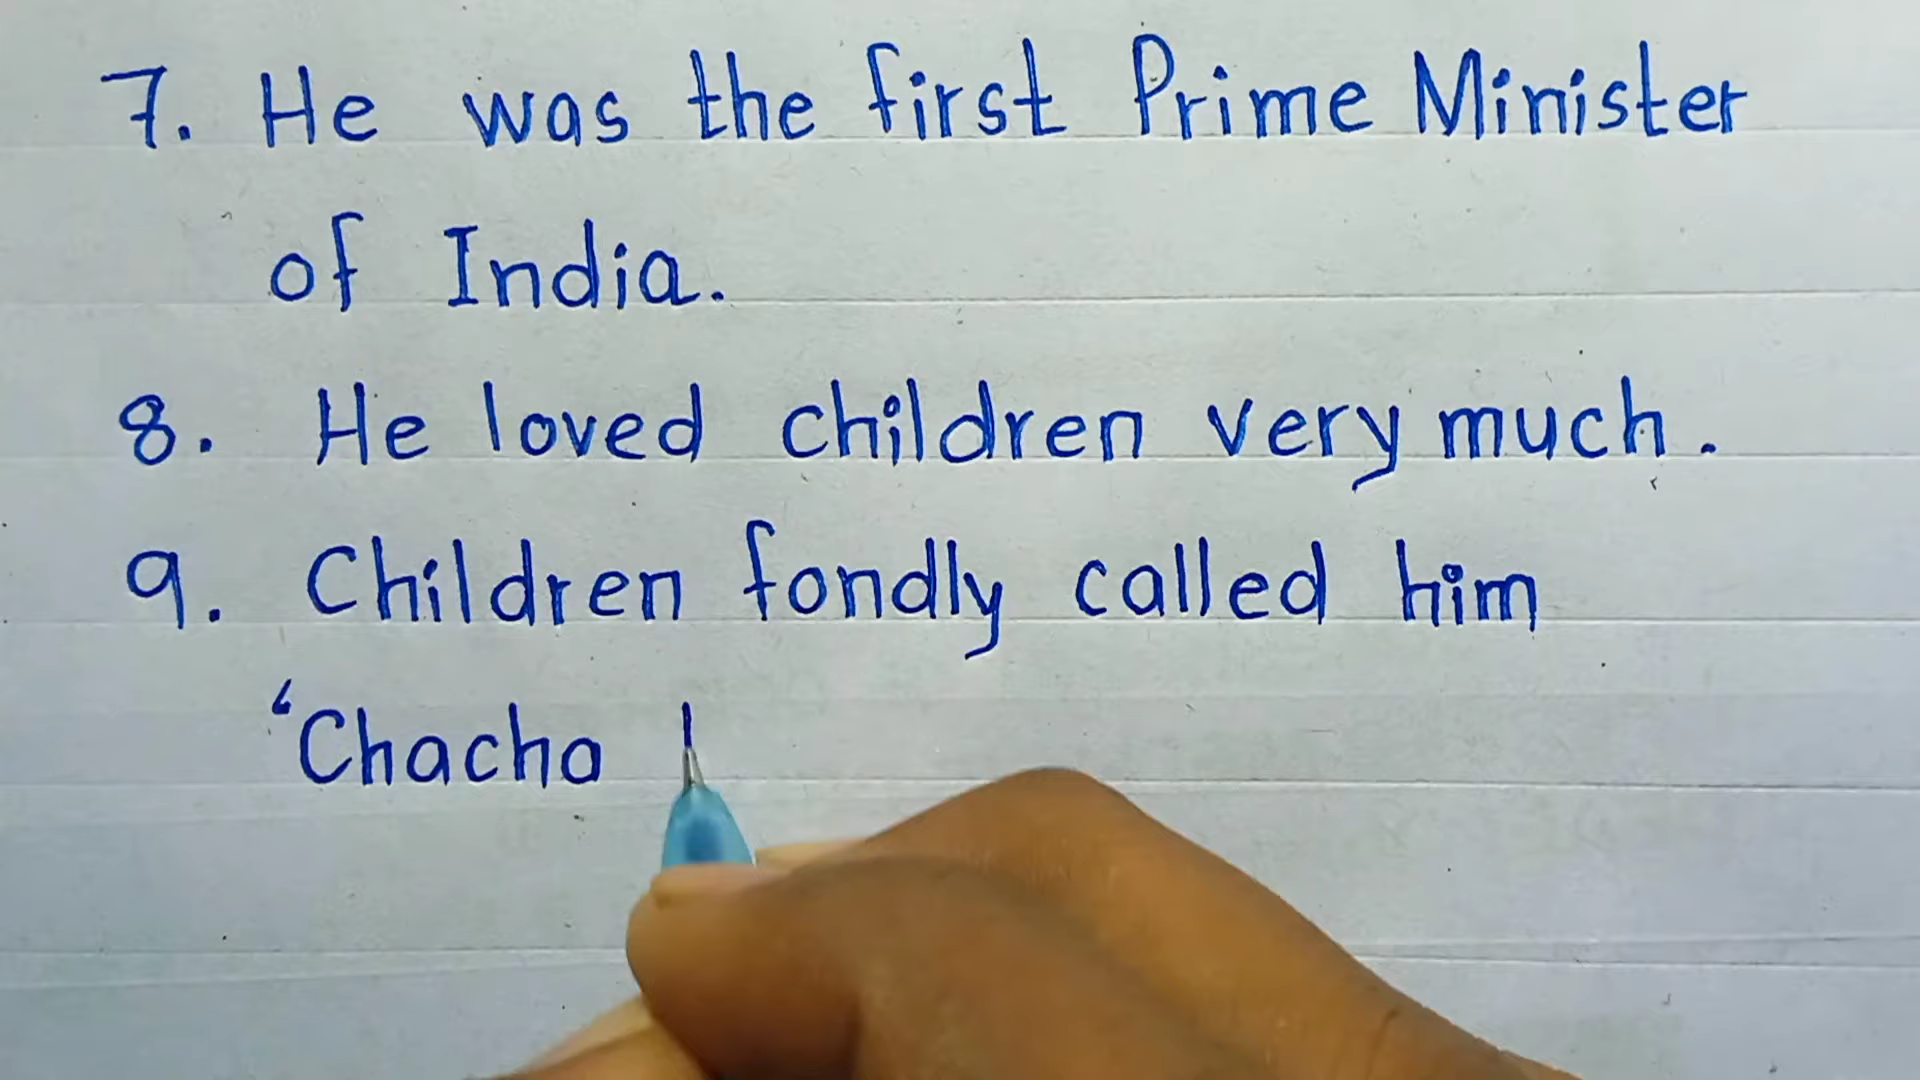 7. He was the first Prime Minister
of India.
8. He loved children very much.
9. Children fondly called him
‘Chacha